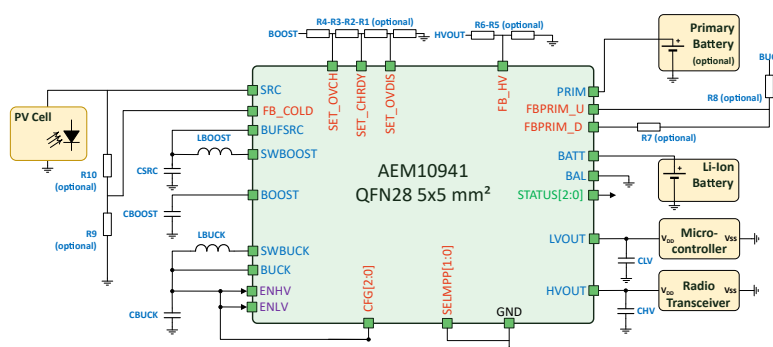 BOOST
R4-R3-R2-R1 (optional)
HVOUT
R6-R5 (optional)
Primary
Battery
(optional)
BUC
SET_OVCH
SET_CHRDY
SET_OVDIS
FB_HV
SRC
FB_COLD
BUFSRC
SWBOOST
BOOST
SWBUCK
BUCK
ENHV
ENLV
PRIM
FBPRIM_U
FBPRIM_D
BATT
BAL
STATUS[2:0]
LVOUT
HVOUT
R8 (optional)
R7 (optional)
PV Cell
LBOOST
CSRC
R10
(optional)
CBOOST
R9
(optional)
LBUCK
CBUCK
AEM10941
QFN28 5x5 mm²
Li-Ion
Battery
VDD
Micro-
controller
Vss
CLV
VDD
Radio
Transceiver
Vss
CHV
CFG[2:0]
SELMPP[1:0]
GND